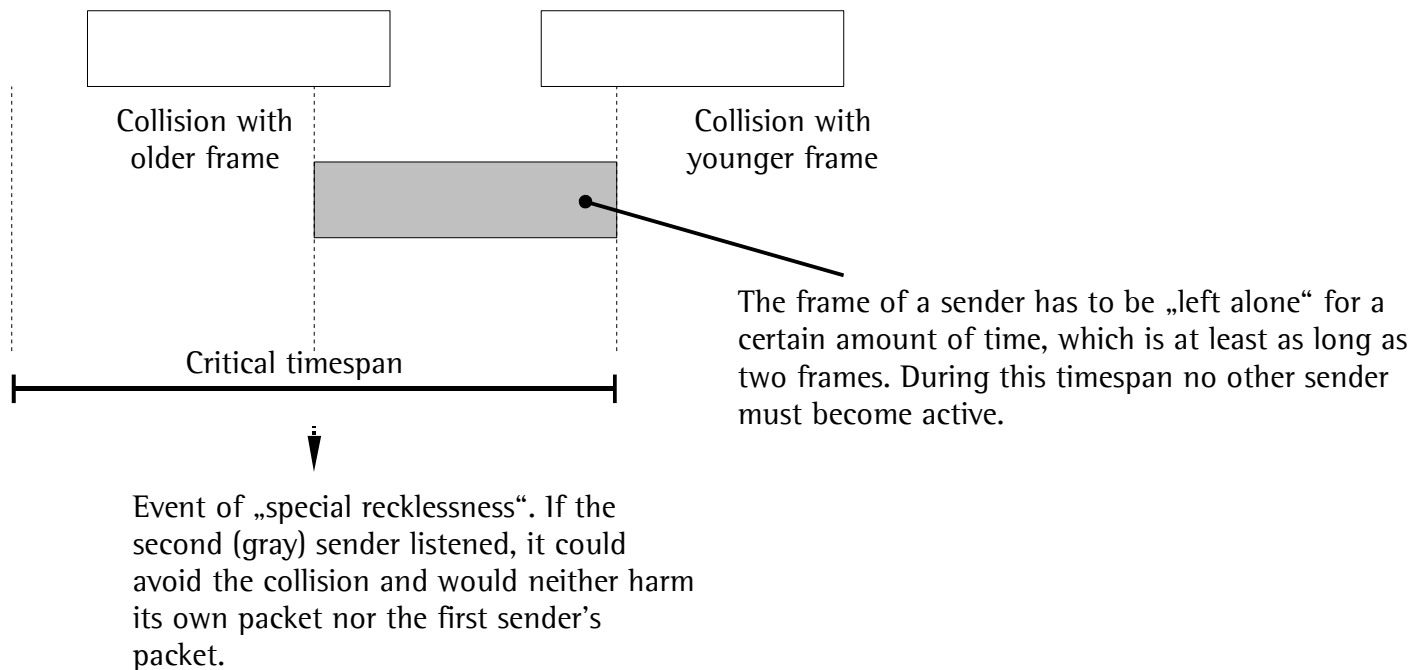 Collision with
older frame
Collision with
younger frame
The frame of a sender has to be „left alone“ for a
certain amount of time, which is at least as long as
two frames. During this timespan no other sender
must become active.
Critical timespan
Event of „special recklessness“. If the
second (gray) sender listened, it could
avoid the collision and would neither harm
its own packet nor the first sender’s
packet.